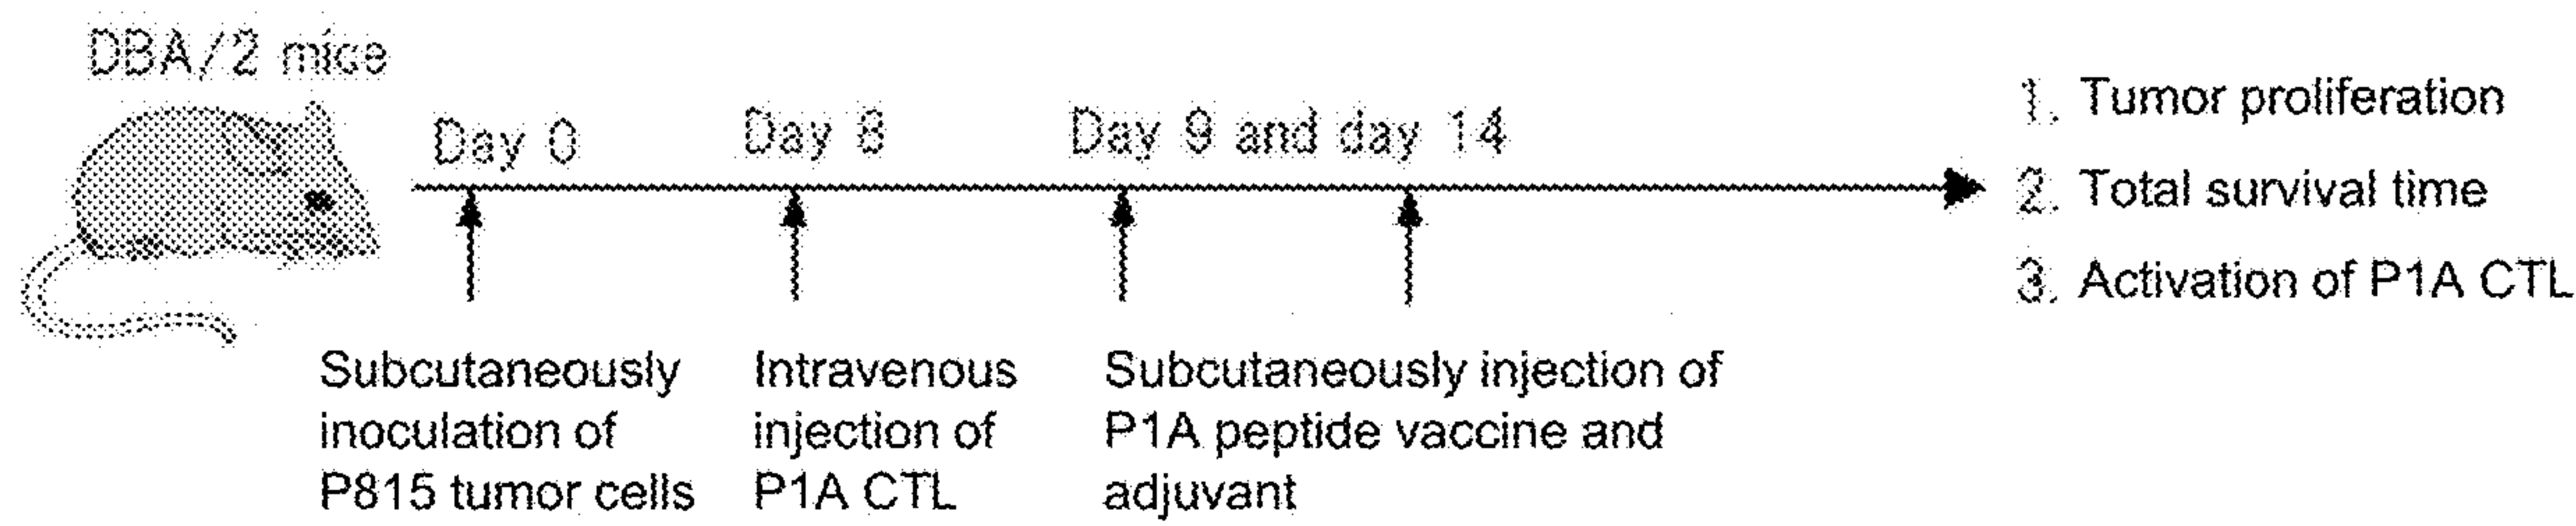 DBA/2 mice
Day 0
Day 8
Day 9 and day 14
1. Tumor proliferation
2. Total survival time
3. Activation of P1A CTL
Subcutaneously
inoculation of
P815 tumor cells
Intravenous
injection of
P1A CTL
Subcutaneously injection of
P1A peptide vaccine and
adjuvant